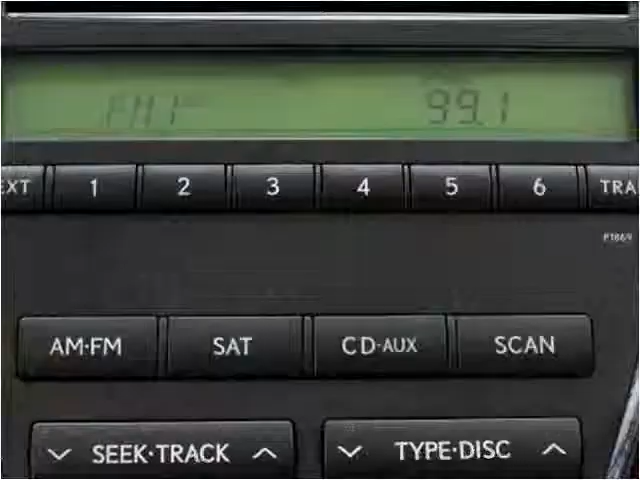 FM1 99.1
EXT 1 2 3 4 5 6 TRA
P1869
AM·FM SAT CD·AUX SCAN
SEEK·TRACK TYPE·DISC